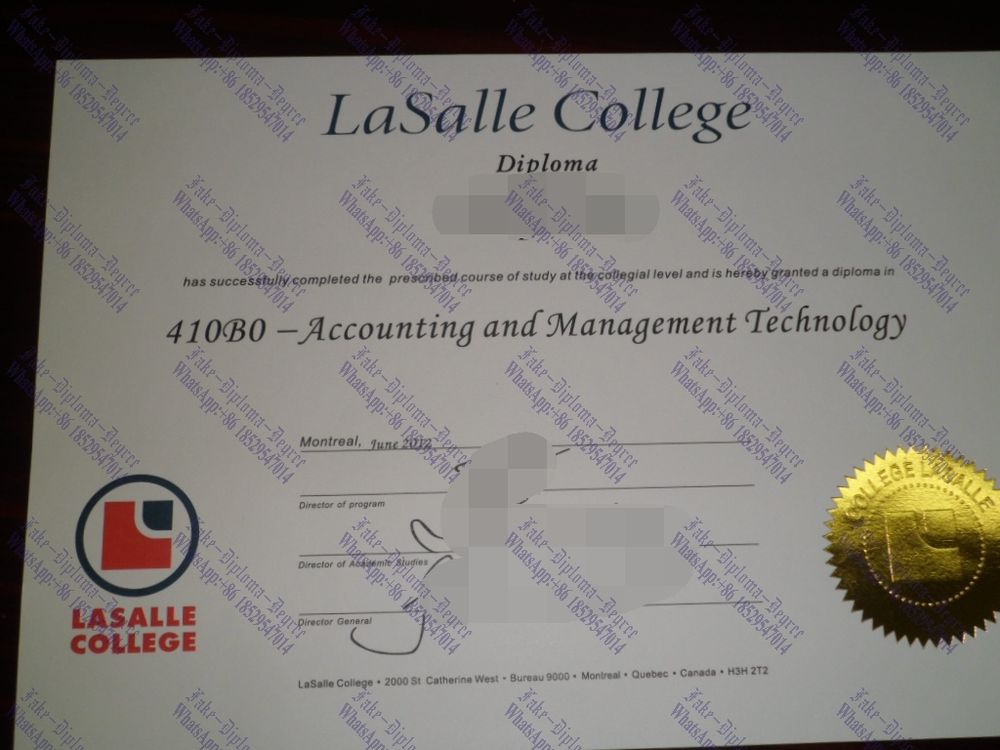 LaSalle College
Diploma
has successfully completed the prescribed course of study at the collegial level and is hereby granted a diploma in
410B0 – Accounting and Management Technology
Montreal, June 2012
Director of program
Director of Academic Studies
Director General
LASALLE
COLLEGE
COLLEGE LASALLE
LaSalle College • 2000 St Catherine West • Bureau 9000 • Montreal • Quebec • Canada • H3H 2T2
Fake-Diploma-Degree
WhatsApp:+86 18529547014